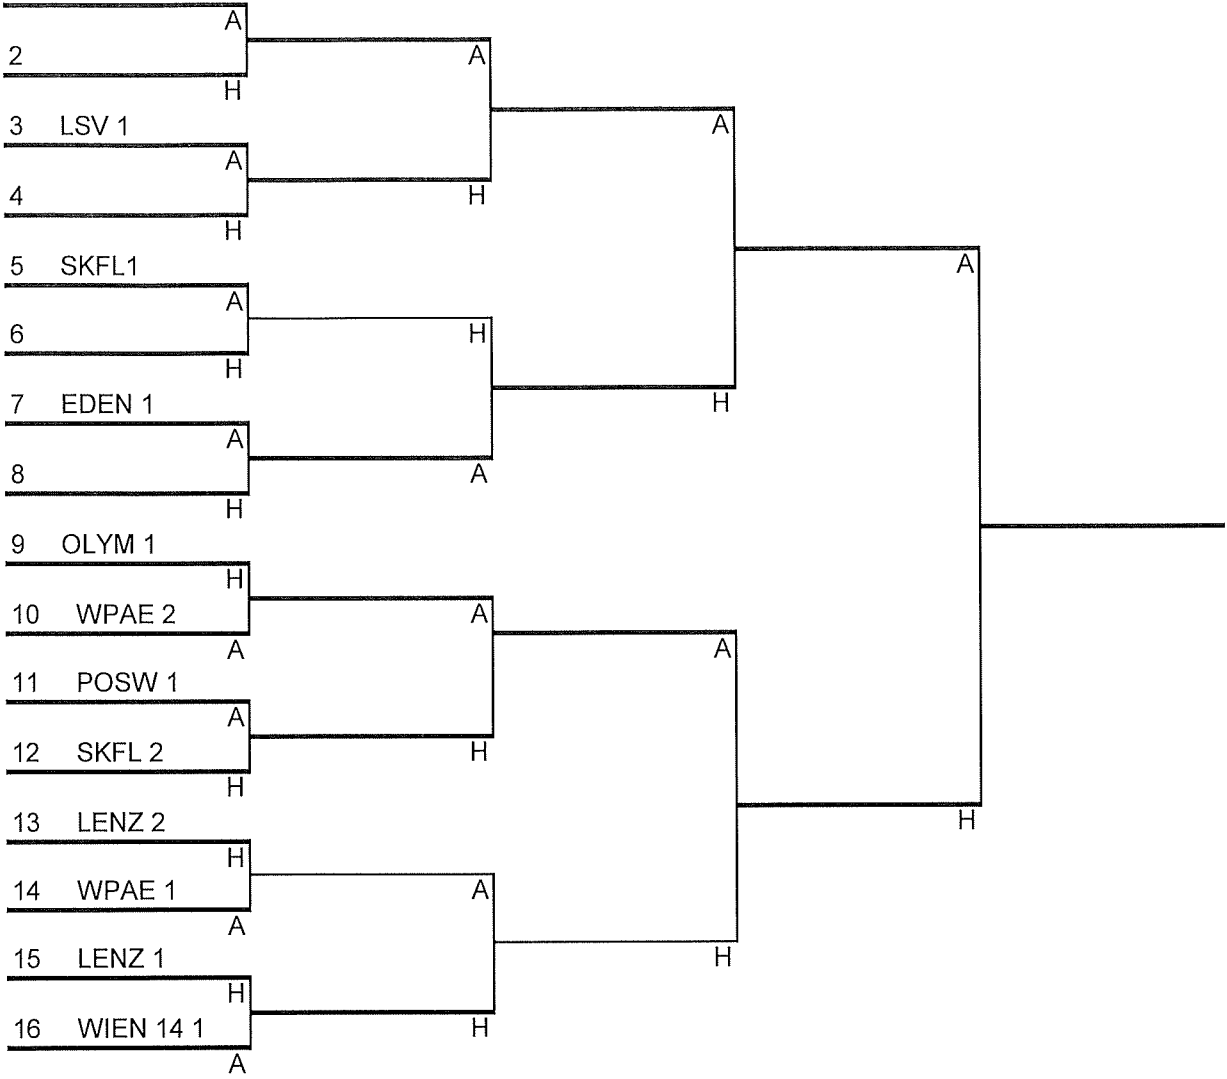 A
2
A
H
3 LSV 1
A
A
4
H
H
5 SKFL1
A
A
6
H
H
7 EDEN 1
A
H
8
A
H
9 OLYM 1
H
A
10 WPAE 2
A
A
11 POSW 1
A
12 SKFL 2
H
H
13 LENZ 2
H
H
14 WPAE 1
A
A
15 LENZ 1
H
H
16 WIEN 14 1
H
A